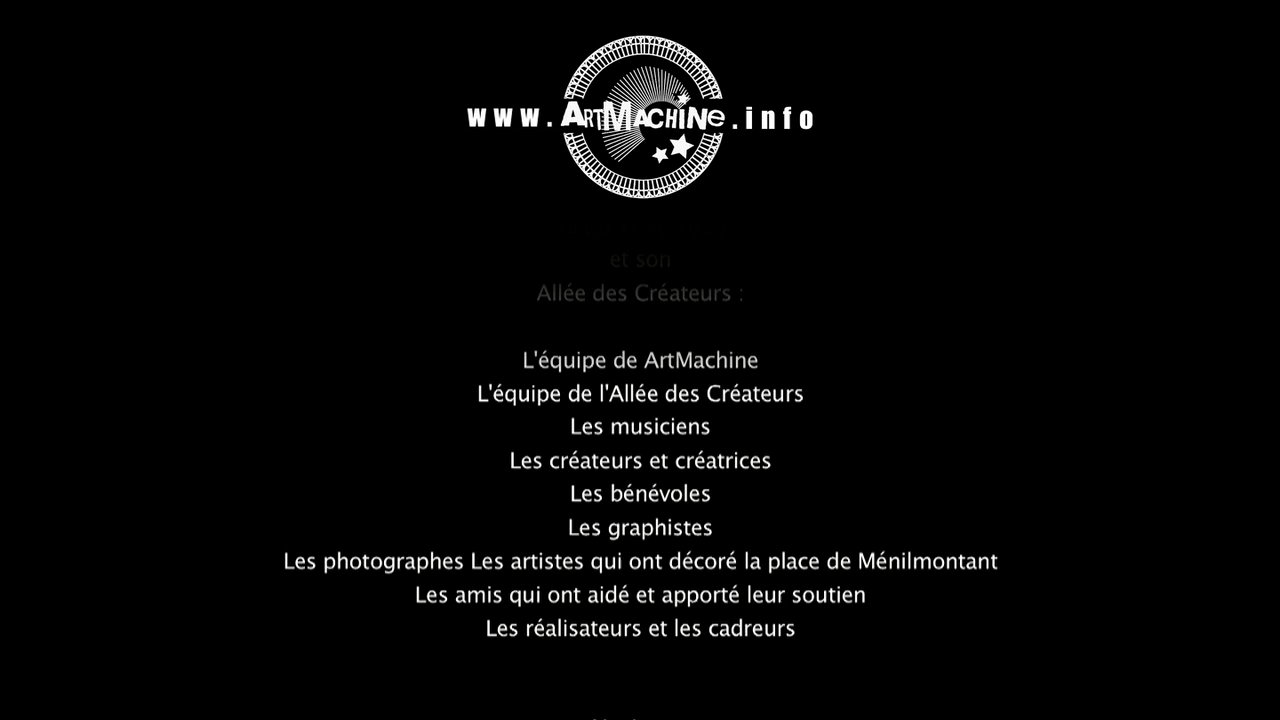 www.ArtMachine.info
et son
Allée des Créateurs :
L'équipe de ArtMachine
L'équipe de l'Allée des Créateurs
Les musiciens
Les créateurs et créatrices
Les bénévoles
Les graphistes
Les photographes Les artistes qui ont décoré la place de Ménilmontant
Les amis qui ont aidé et apporté leur soutien
Les réalisateurs et les cadreurs